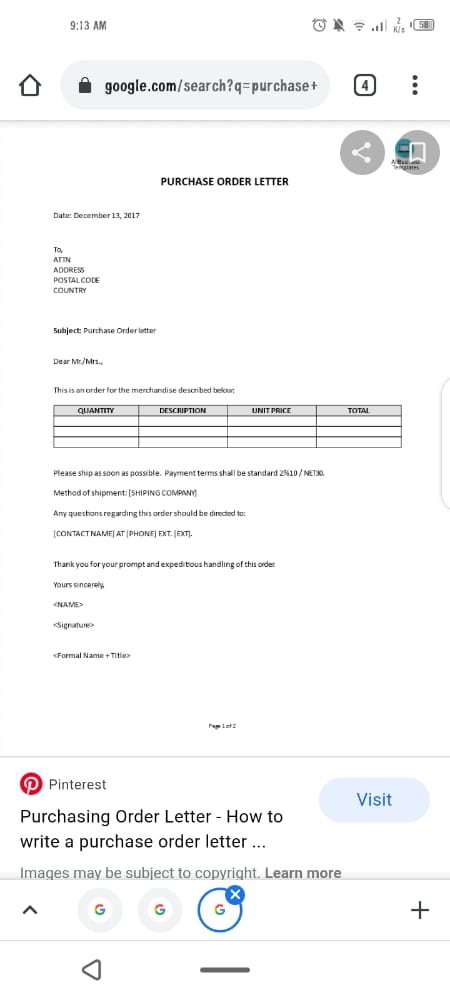 9:13 AM
2
K/s
58
google.com/search?q=purchase+
4
Templates
PURCHASE ORDER LETTER
Date: December 13, 2017
To,
ATTN
ADDRESS
POSTAL CODE
COUNTRY
Subject: Purchase Order letter
Dear Mr./Mrs.,
This is an order for the merchandise described below:
QUANTITY DESCRIPTION UNIT PRICE TOTAL
Please ship as soon as possible. Payment terms shall be standard 2%10 / NET30.
Method of shipment: [SHIPING COMPANY]
Any questions regarding this order should be directed to:
[CONTACT NAME] AT [PHONE] EXT. [EXT].
Thank you for your prompt and expeditious handling of this order.
Yours sincerely,
<NAME>
<Signature>
<Formal Name + Title>
Page 1 of 2
Pinterest
Visit
Purchasing Order Letter - How to
write a purchase order letter ...
Images may be subject to copyright. Learn more